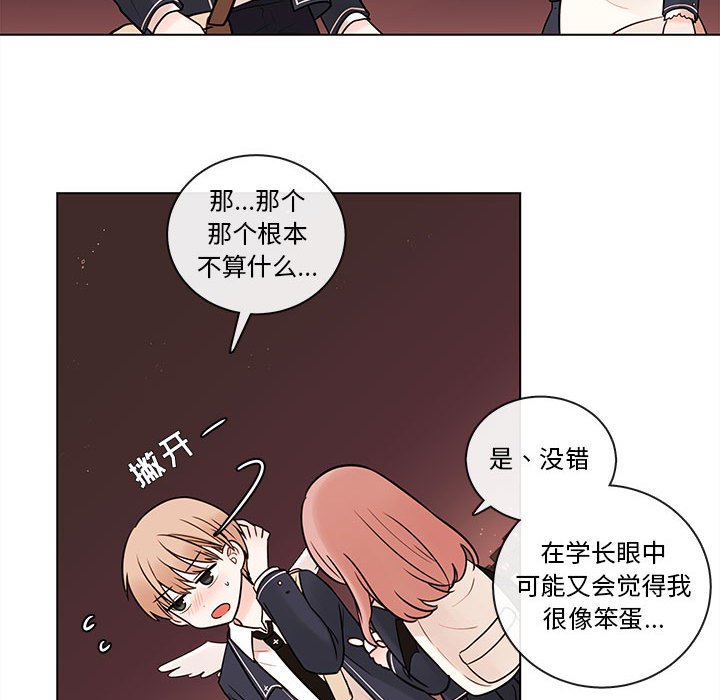 那...那个
那个根本
不算什么...
撇开
是、没错
在学长眼中
可能又会觉得我
很像笨蛋...